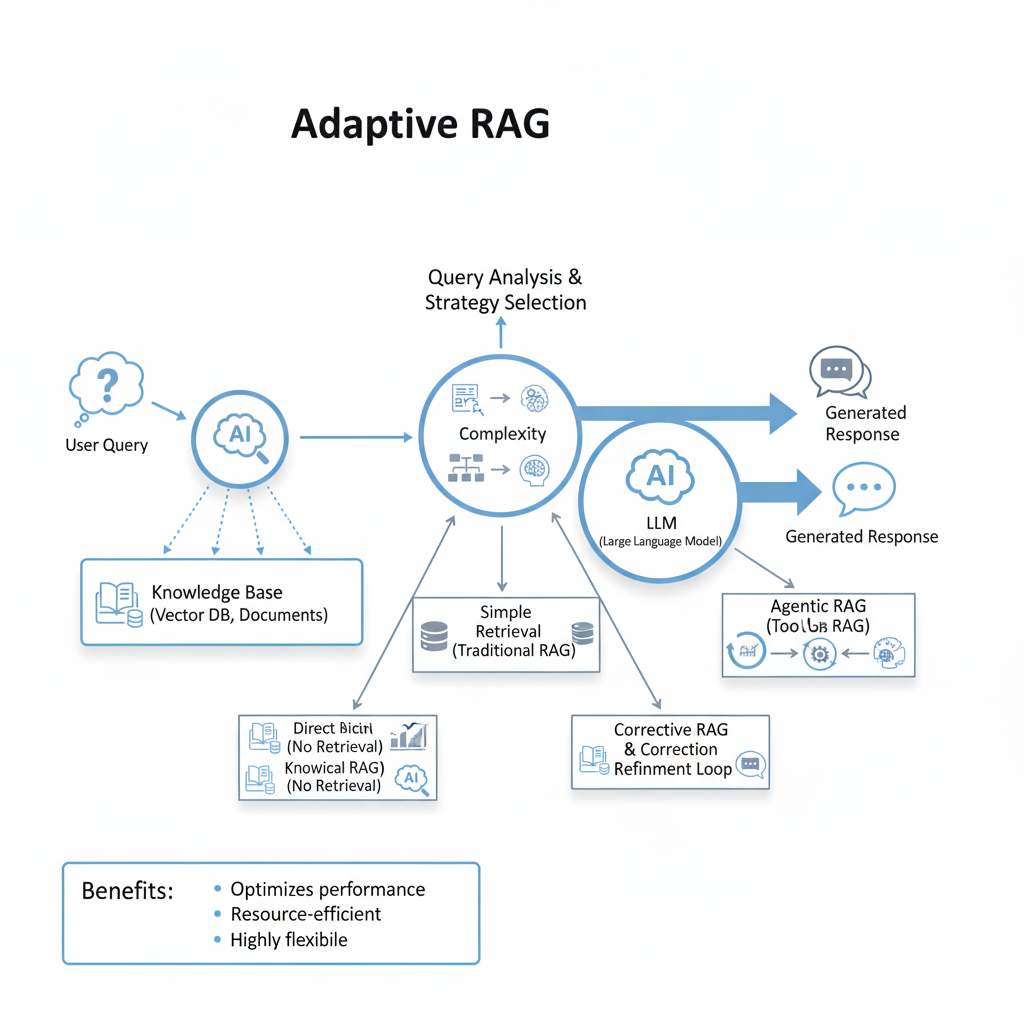 Adaptive RAG
Query Analysis &
Strategy Selection
User Query
AI
Complexity
AI
LLM
(Large Language Model)
Generated
Response
Generated Response
Knowledge Base
(Vector DB, Documents)
Simple
Retrieval
(Traditional RAG)
Agentic RAG
RAG)
Direct
(No Retrieval)
Knowical RAG)
(No Retrieval)
AI
Corrective RAG
& Correction
Refinment Loop
Benefits:
• Optimizes performance
• Resource-efficient
• Highly flexibile